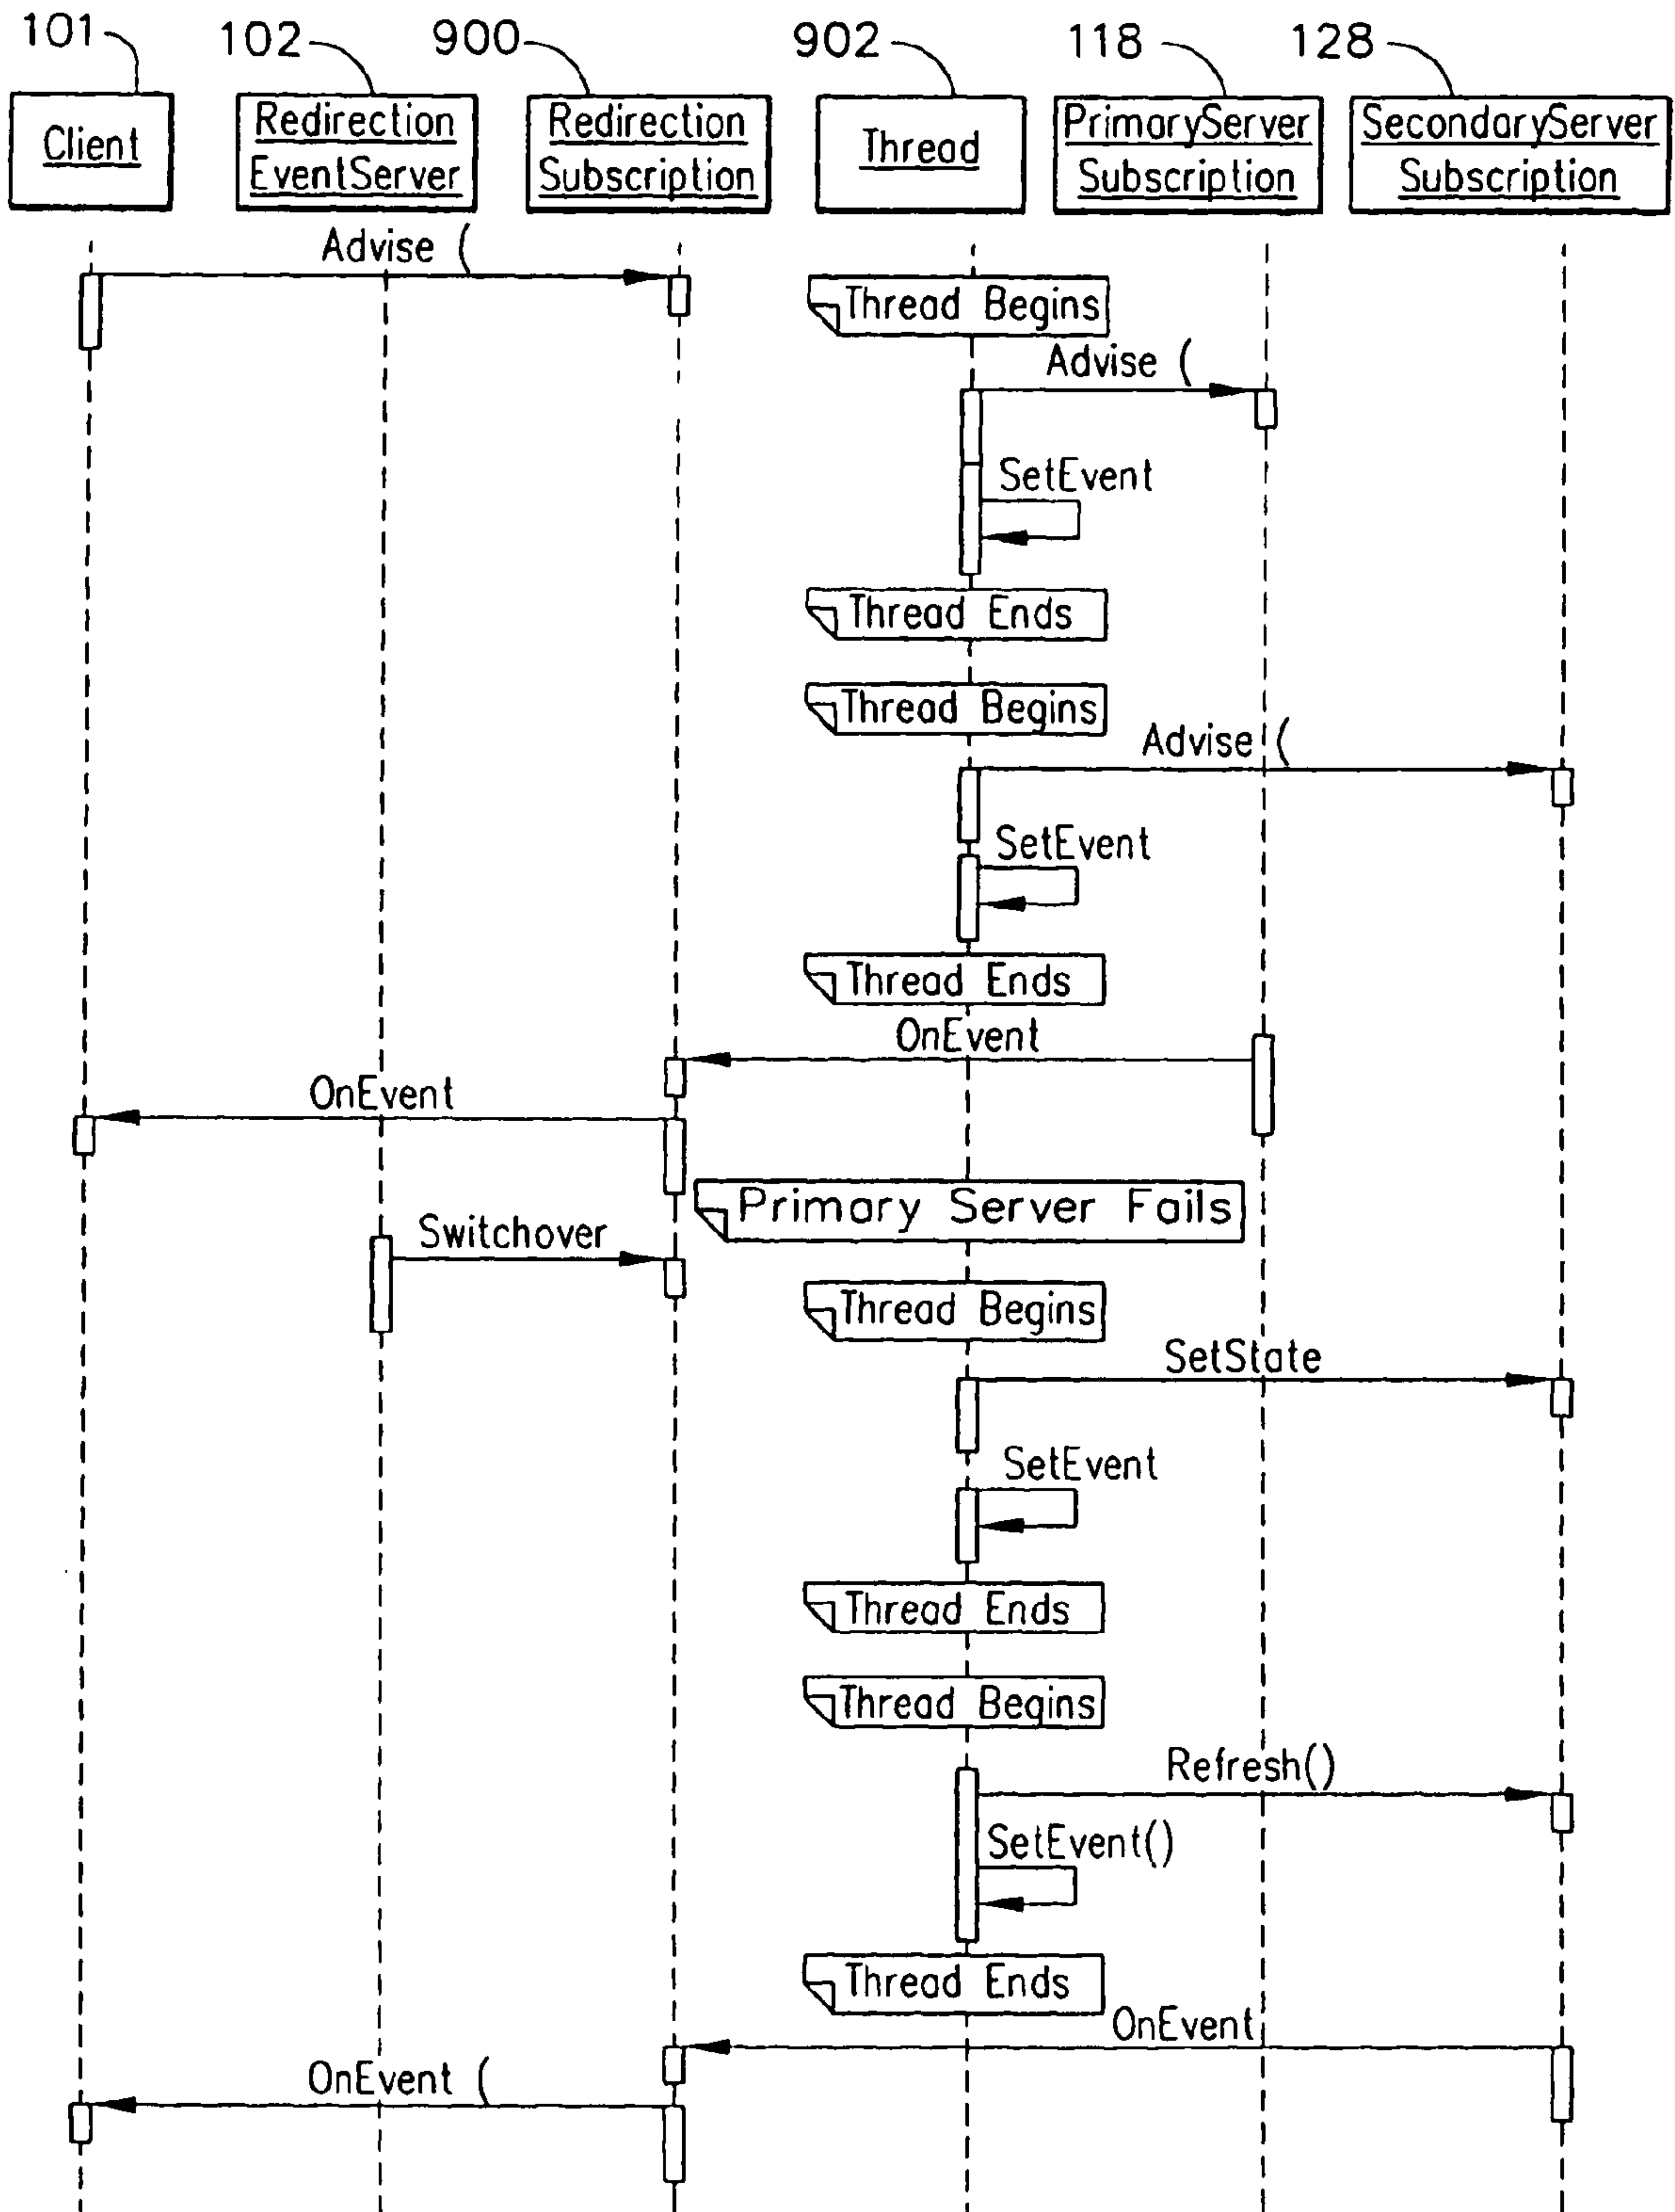 101
102
900
902
118
128
Client
Redirection
EventServer
Redirection
Subscription
Thread
PrimaryServer
Subscription
SecondaryServer
Subscription
Advise (
Thread Begins
Advise (
SetEvent
Thread Ends
Thread Begins
Advise (
SetEvent
Thread Ends
OnEvent
OnEvent
Primary Server Fails
Switchover
Thread Begins
SetState
SetEvent
Thread Ends
Thread Begins
Refresh()
SetEvent()
Thread Ends
OnEvent
OnEvent (